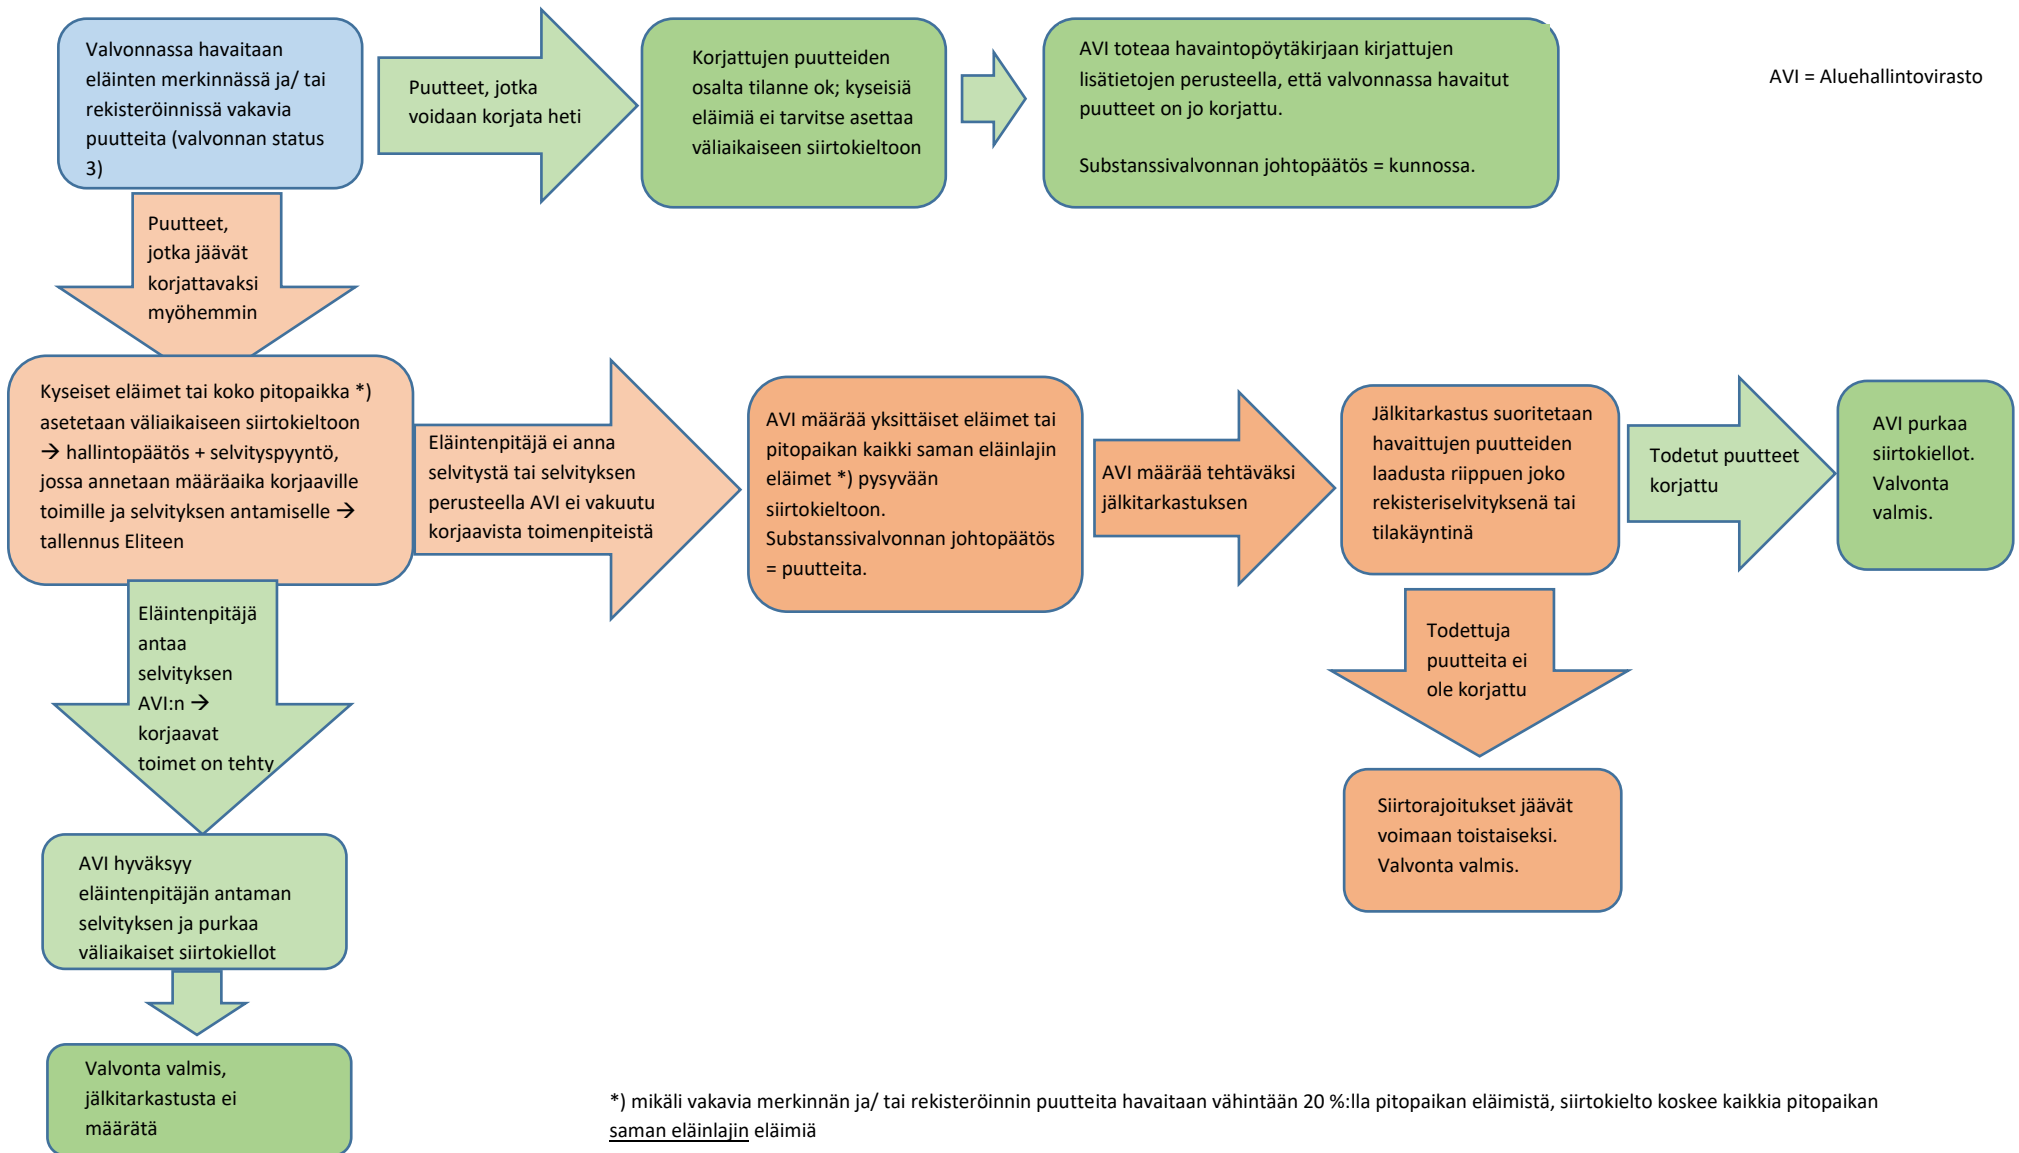 Valvonnassa havaitaan
eläinten merkinnässä ja/ tai
rekisteröinnissä vakavia
puutteita (valvonnan status
3)
Puutteet, jotka
voidaan korjata heti
Korjattujen puutteiden
osalta tilanne ok; kyseisiä
eläimiä ei tarvitse asettaa
väliaikaiseen siirtokieltoon
AVI toteaa havaintopöytäkirjaan kirjattujen
lisätietojen perusteella, että valvonnassa havaitut
puutteet on jo korjattu.
Substanssivalvonnan johtopäätös = kunnossa.
AVI = Aluehallintovirasto
Puutteet,
jotka jäävät
korjattavaksi
myöhemmin
Kyseiset eläimet tai koko pitopaikka *)
asetetaan väliaikaiseen siirtokieltoon
→ hallintopäätös + selvityspyyntö,
jossa annetaan määräaika korjaaville
toimille ja selvityksen antamiselle →
tallennus Eliteen
Eläintenpitäjä ei anna
selvitystä tai selvityksen
perusteella AVI ei vakuutu
korjaavista toimenpiteistä
AVI määrää yksittäiset eläimet tai
pitopaikan kaikki saman eläinlajin
eläimet *) pysyvään
siirtokieltoon.
Substanssivalvonnan johtopäätös
= puutteita.
AVI määrää tehtäväksi
jälkitarkastuksen
Jälkitarkastus suoritetaan
havaittujen puutteiden
laadusta riippuen joko
rekisteriselvityksenä tai
tilakäyntinä
Todetut puutteet
korjattu
AVI purkaa
siirtokiellot.
Valvonta
valmis.
Eläintenpitäjä
antaa
selvityksen
AVI:n →
korjaavat
toimet on tehty
Todettuja
puutteita ei
ole korjattu
Siirtorajoitukset jäävät
voimaan toistaiseksi.
Valvonta valmis.
AVI hyväksyy
eläintenpitäjän antaman
selvityksen ja purkaa
väliaikaiset siirtokiellot
Valvonta valmis,
jälkitarkastusta ei
määrätä
*) mikäli vakavia merkinnän ja/ tai rekisteröinnin puutteita havaitaan vähintään 20 %:lla pitopaikan eläimistä, siirtokielto koskee kaikkia pitopaikan
saman eläinlajin eläimiä